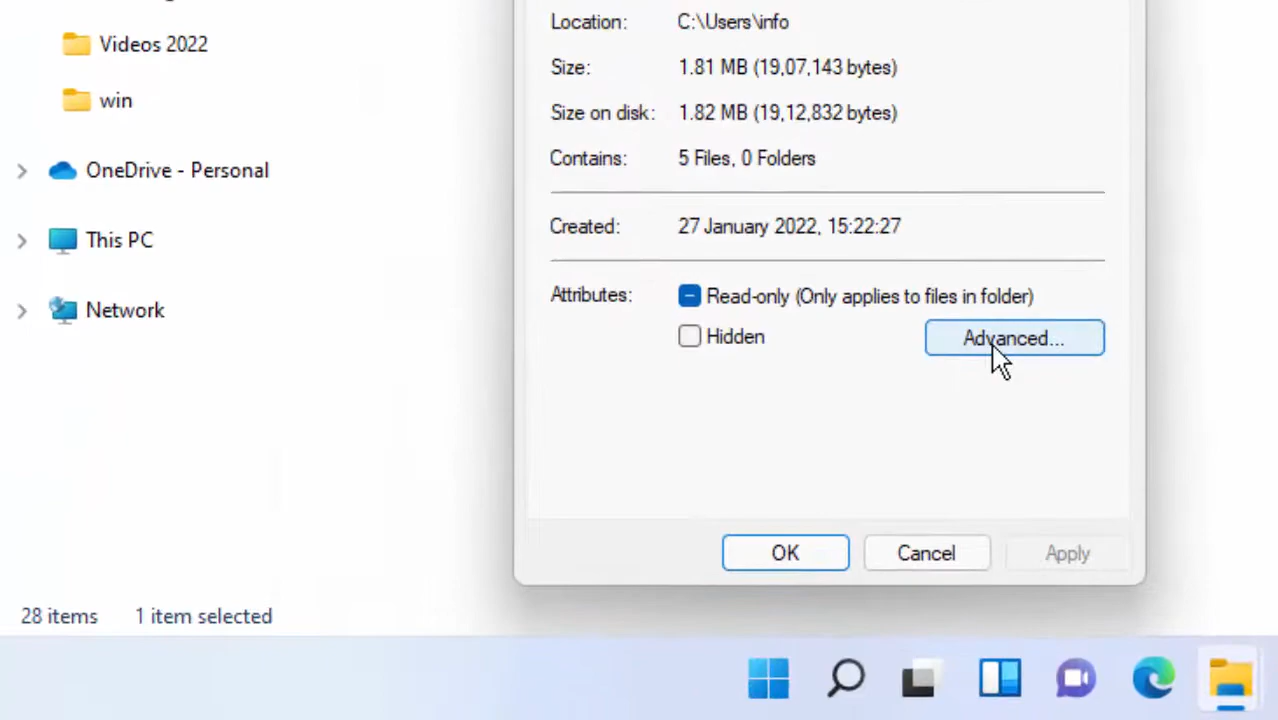 Videos 2022
win
OneDrive - Personal
This PC
Network
28 items 1 item selected
Location: C:\Users\info
Size: 1.81 MB (19,07,143 bytes)
Size on disk: 1.82 MB (19,12,832 bytes)
Contains: 5 Files, 0 Folders
Created: 27 January 2022, 15:22:27
Attributes: Read-only (Only applies to files in folder)
Hidden Advanced...
OK Cancel Apply